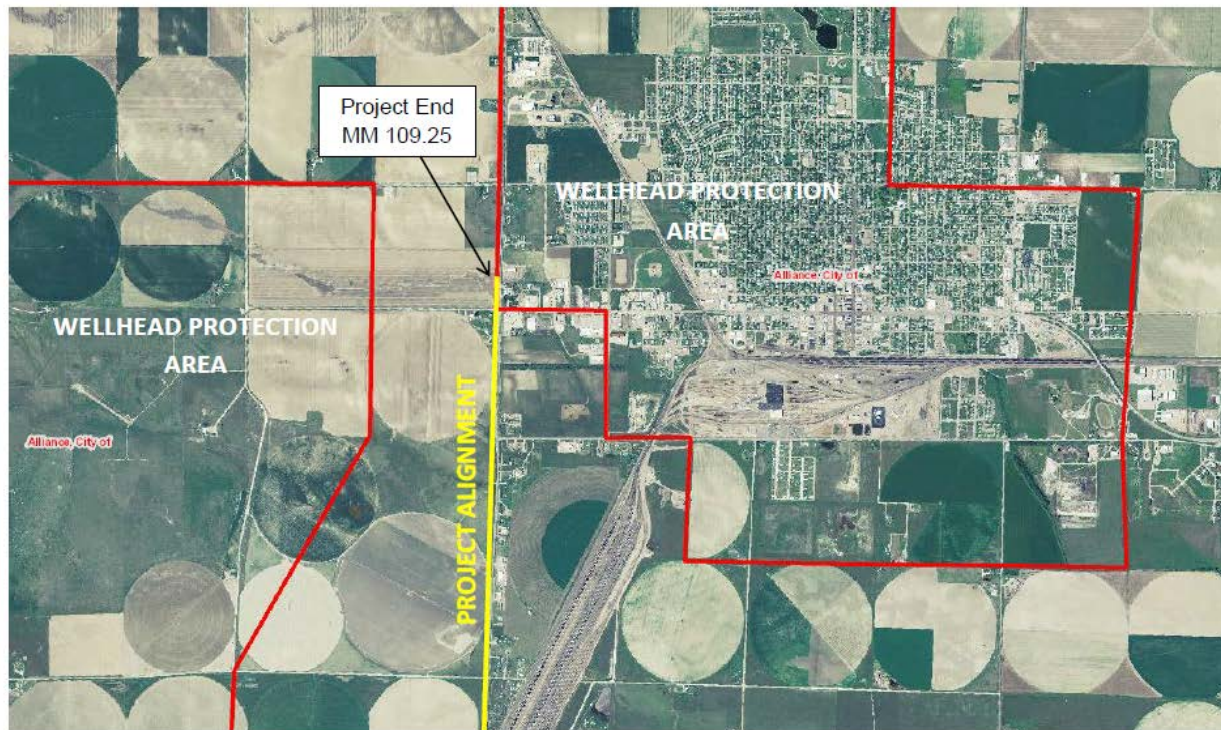 Project End
MM 109.25
WELLHEAD PROTECTION
AREA
Alliance, City of
WELLHEAD PROTECTION
AREA
Alliance, City of
PROJECT ALIGNMENT